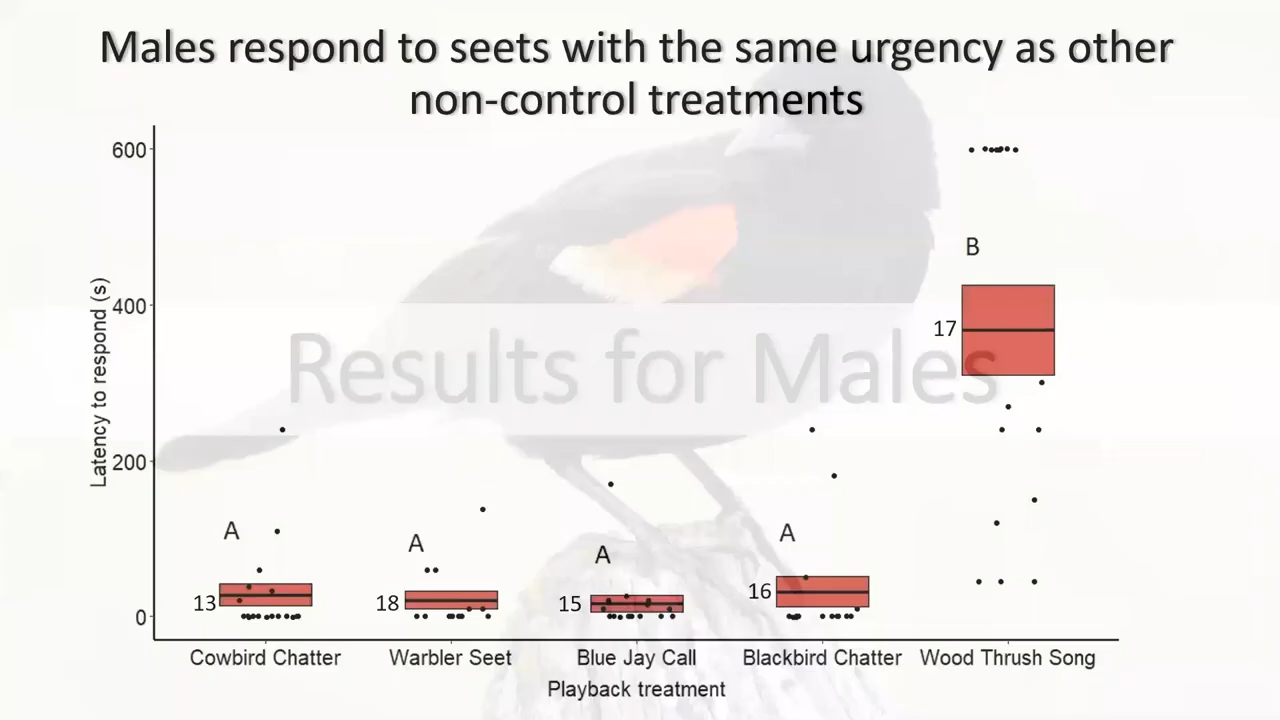 Males respond to seets with the same urgency as other
non-control treatments
600
400
200
0
Latency to respond (s)
Results for Males
A
13
A
18
A
15
A
16
B
17
Cowbird Chatter
Warbler Seet
Blue Jay Call
Blackbird Chatter
Wood Thrush Song
Playback treatment